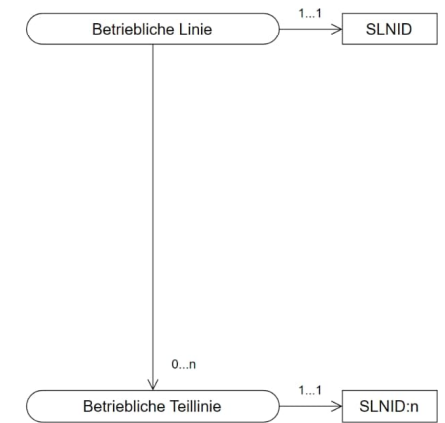 Betriebliche Linie
1...1
SLNID
0...n
Betriebliche Teillinie
1...1
SLNID:n